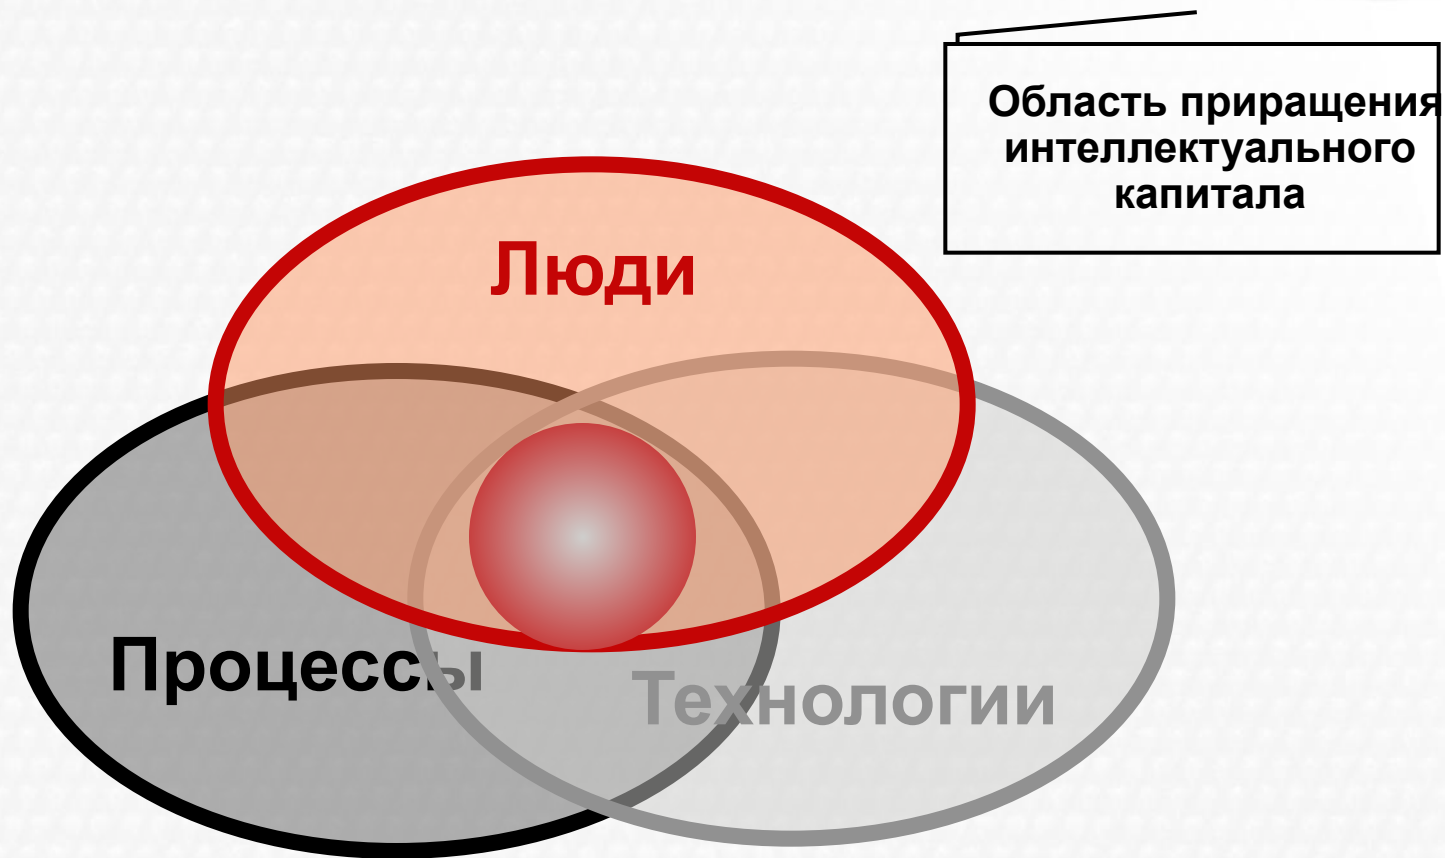 Область приращения
интеллектуального
капитала
Люди
Процессы
Технологии